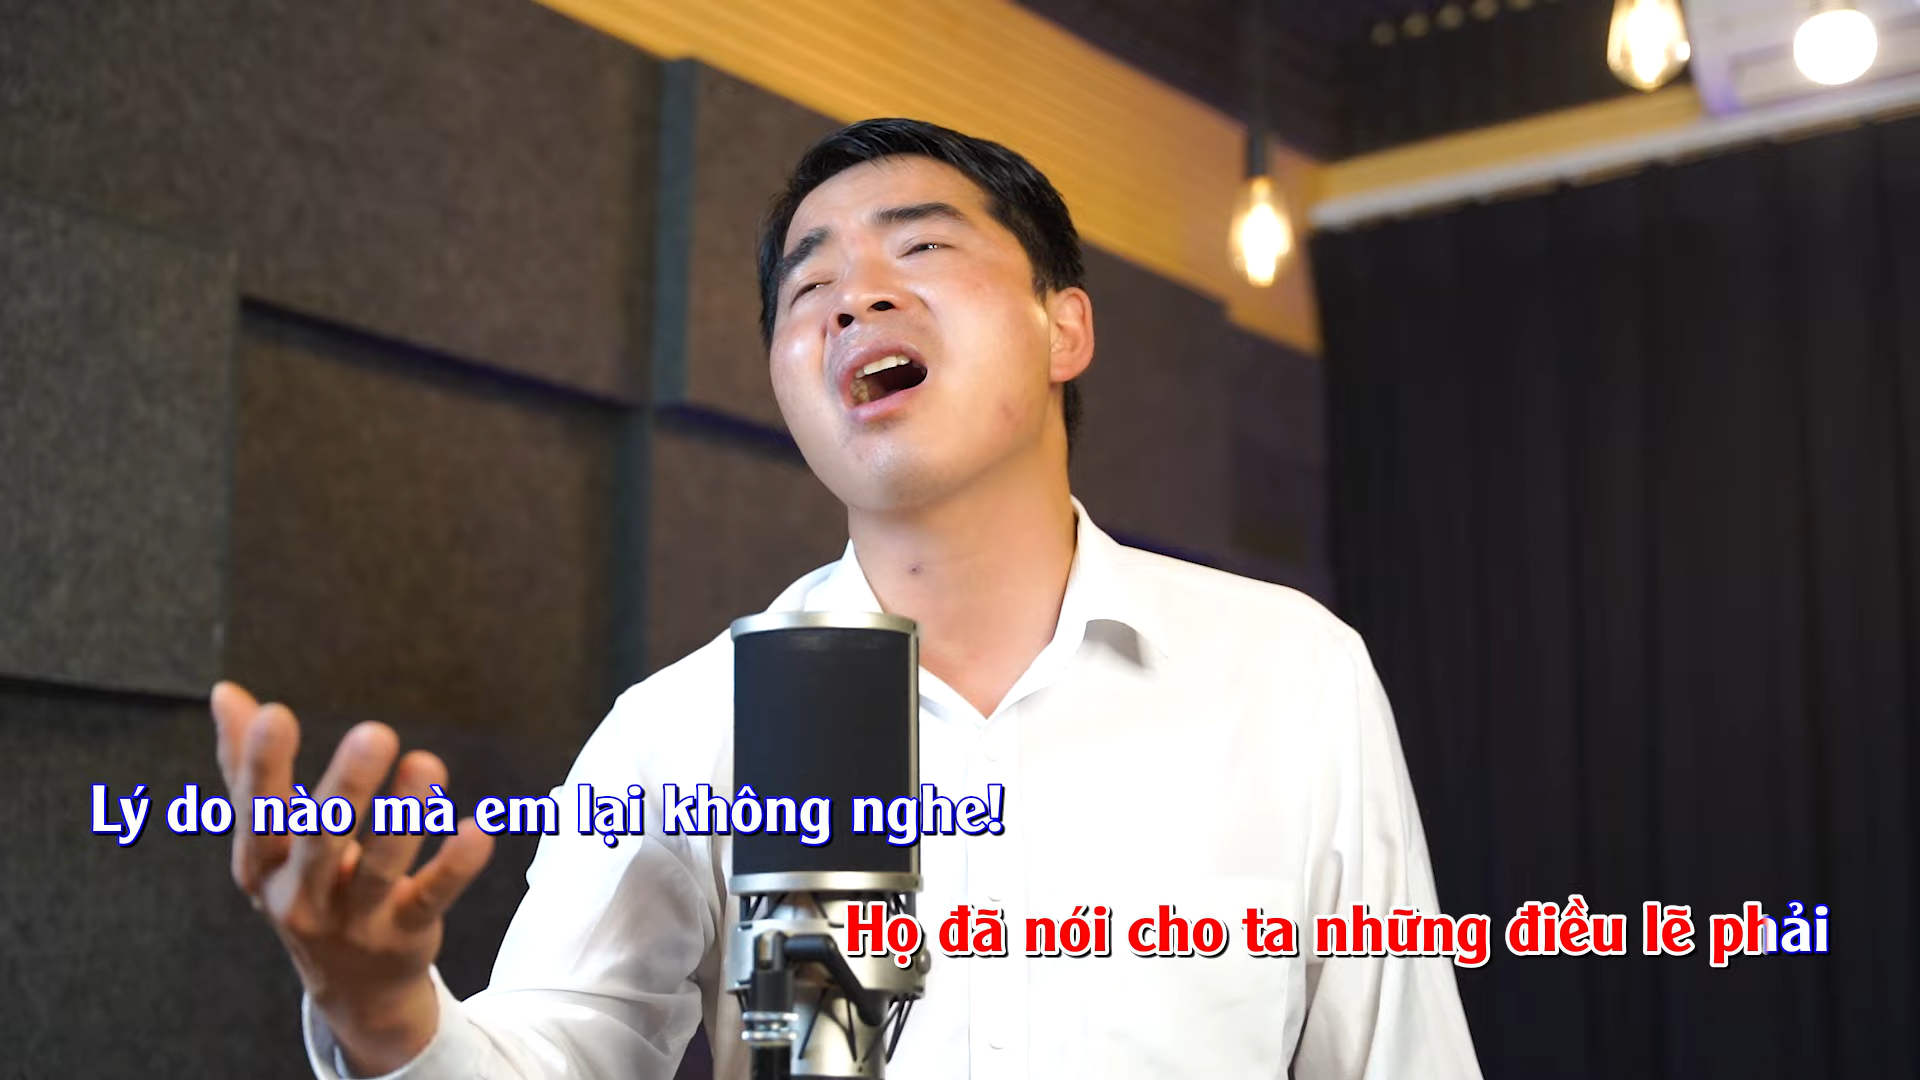 Lý do nào mà em lại không nghe!
Họ đã nói cho ta những điều lẽ phải